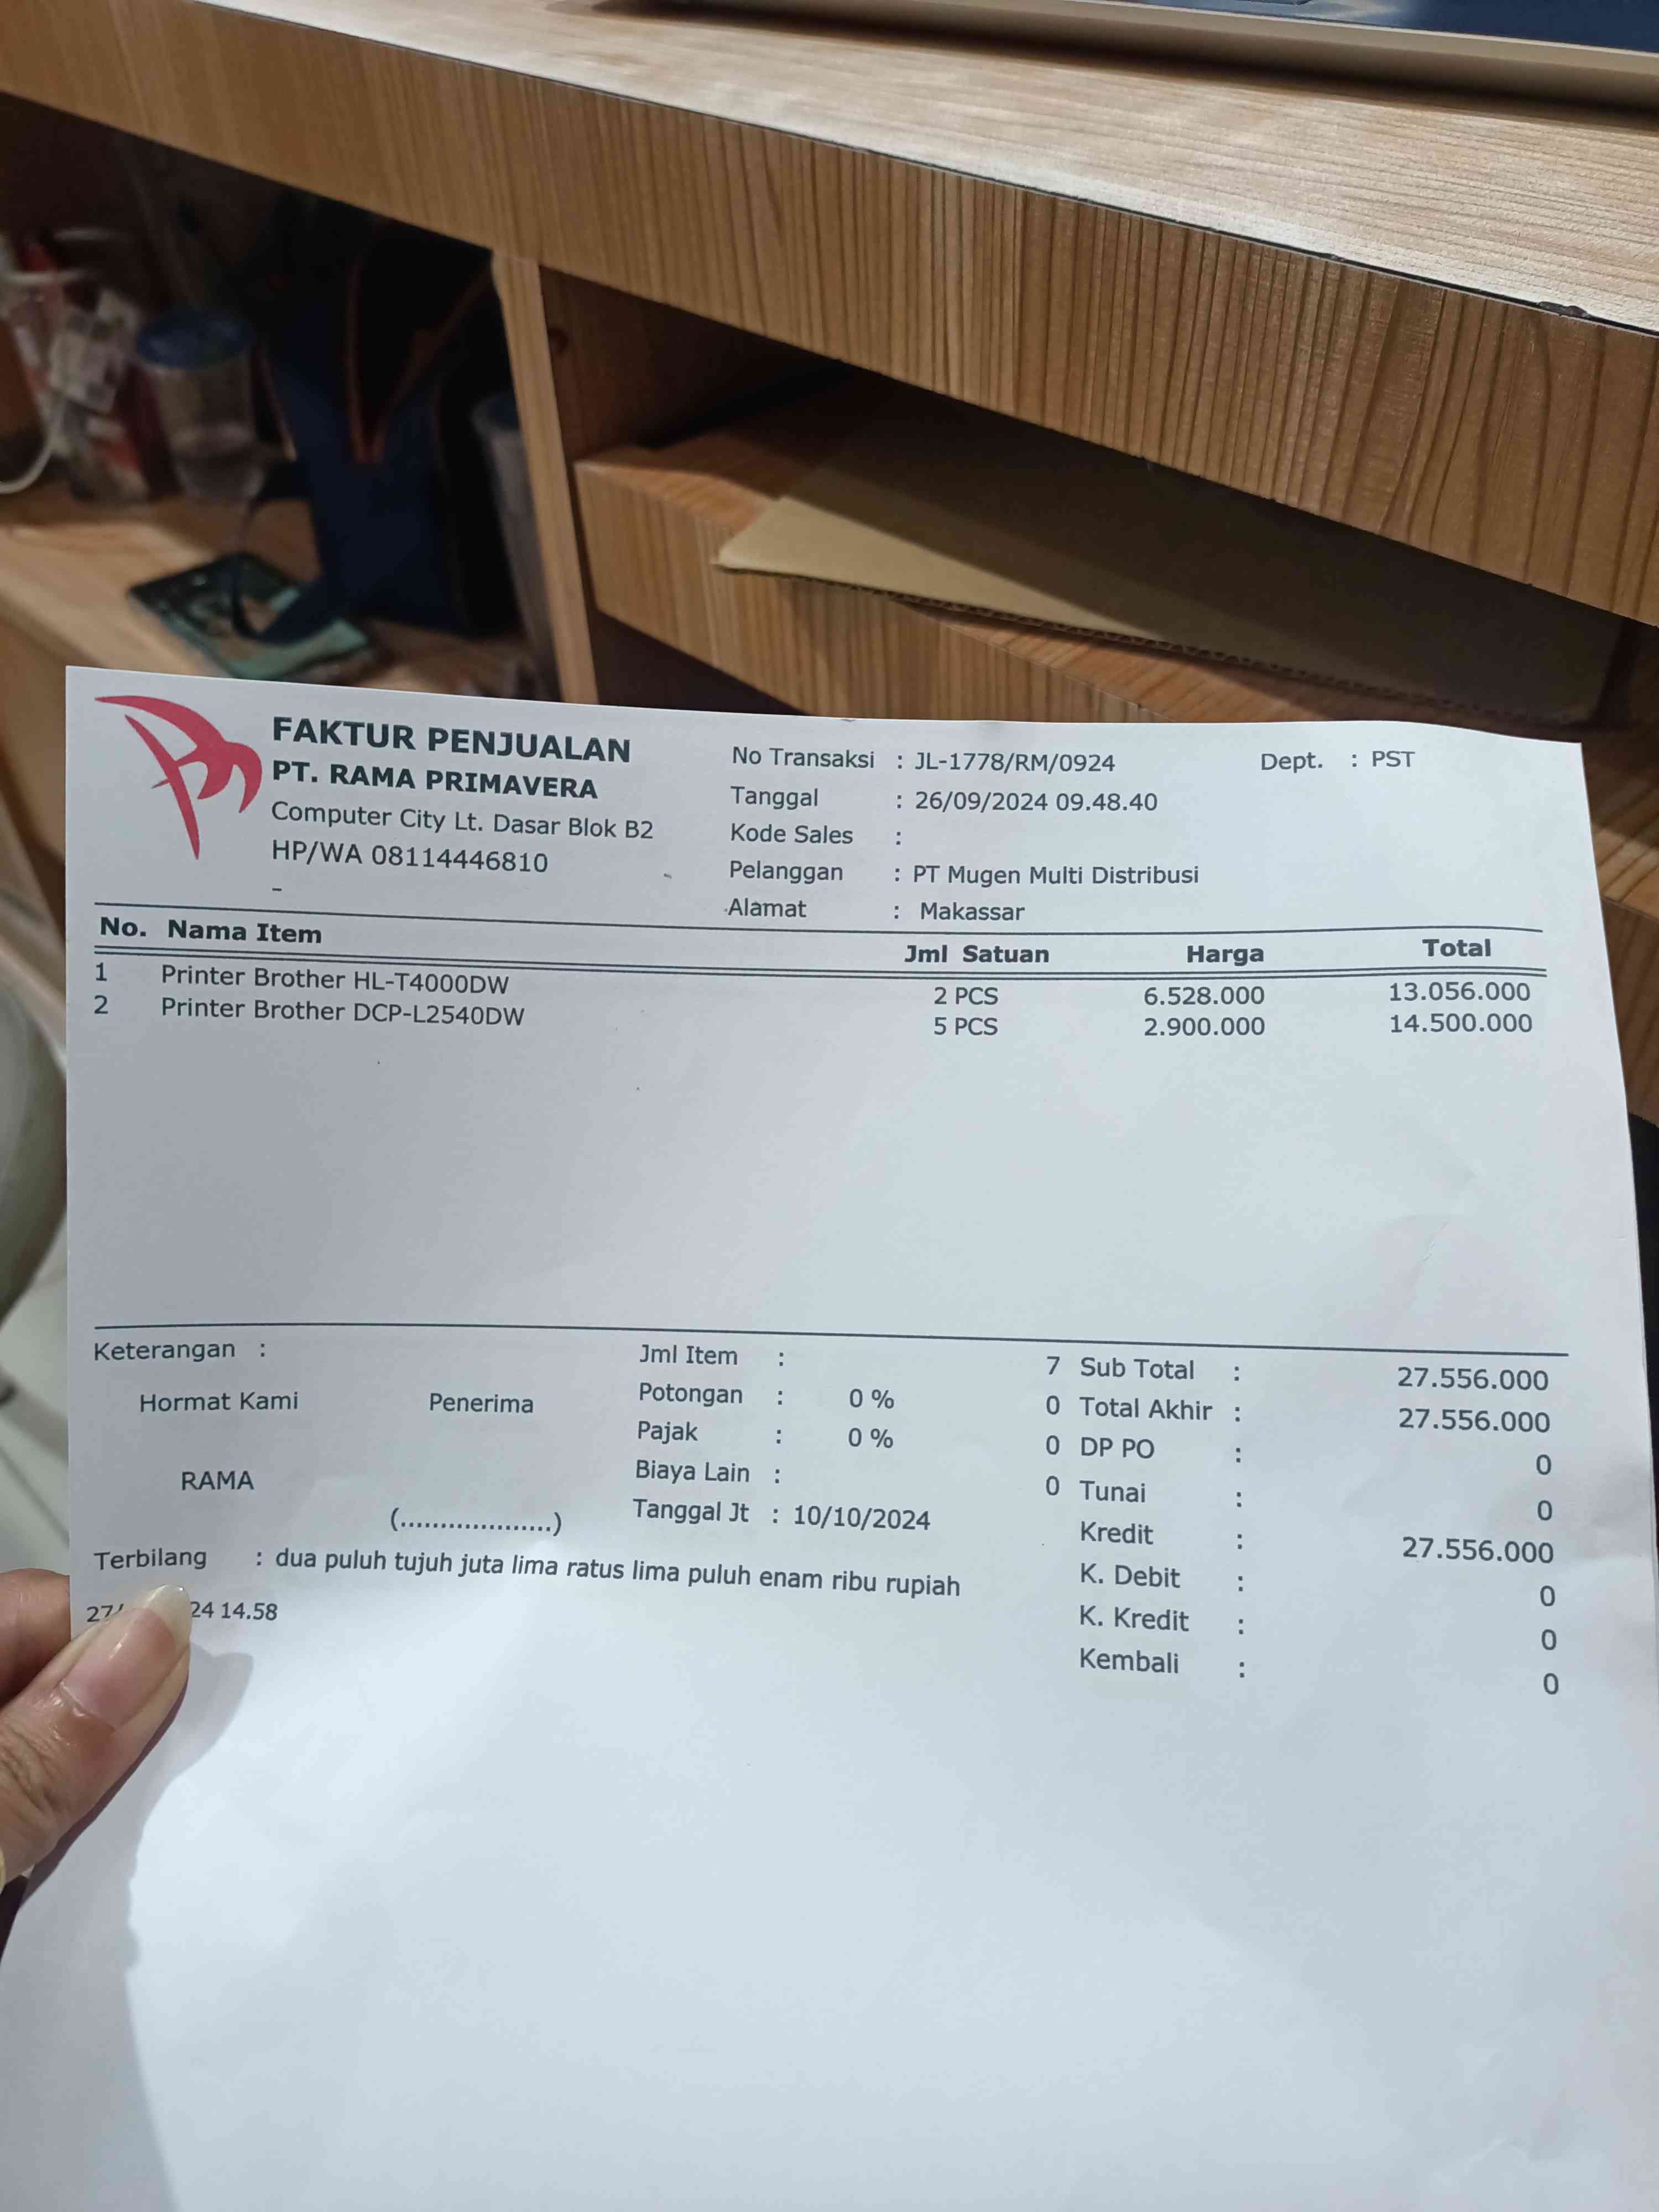 FAKTUR PENJUALAN
PT. RAMA PRIMAVERA
Computer City Lt. Dasar Blok B2
HP/WA 08114446810
-
No Transaksi : JL-1778/RM/0924 Dept. : PST
Tanggal : 26/09/2024 09.48.40
Kode Sales :
Pelanggan : PT Mugen Multi Distribusi
Alamat : Makassar
No. Nama Item Jml Satuan Harga Total
1 Printer Brother HL-T4000DW 2 PCS 6.528.000 13.056.000
2 Printer Brother DCP-L2540DW 5 PCS 2.900.000 14.500.000
Keterangan :
Hormat Kami Penerima
RAMA
(...................)
Jml Item : 7
Potongan : 0 % 0
Pajak : 0 % 0
Biaya Lain : 0
Tanggal Jt : 10/10/2024
Sub Total : 27.556.000
Total Akhir : 27.556.000
DP PO : 0
Tunai : 0
Kredit : 27.556.000
K. Debit : 0
K. Kredit : 0
Kembali : 0
Terbilang : dua puluh tujuh juta lima ratus lima puluh enam ribu rupiah
27/ 24 14.58